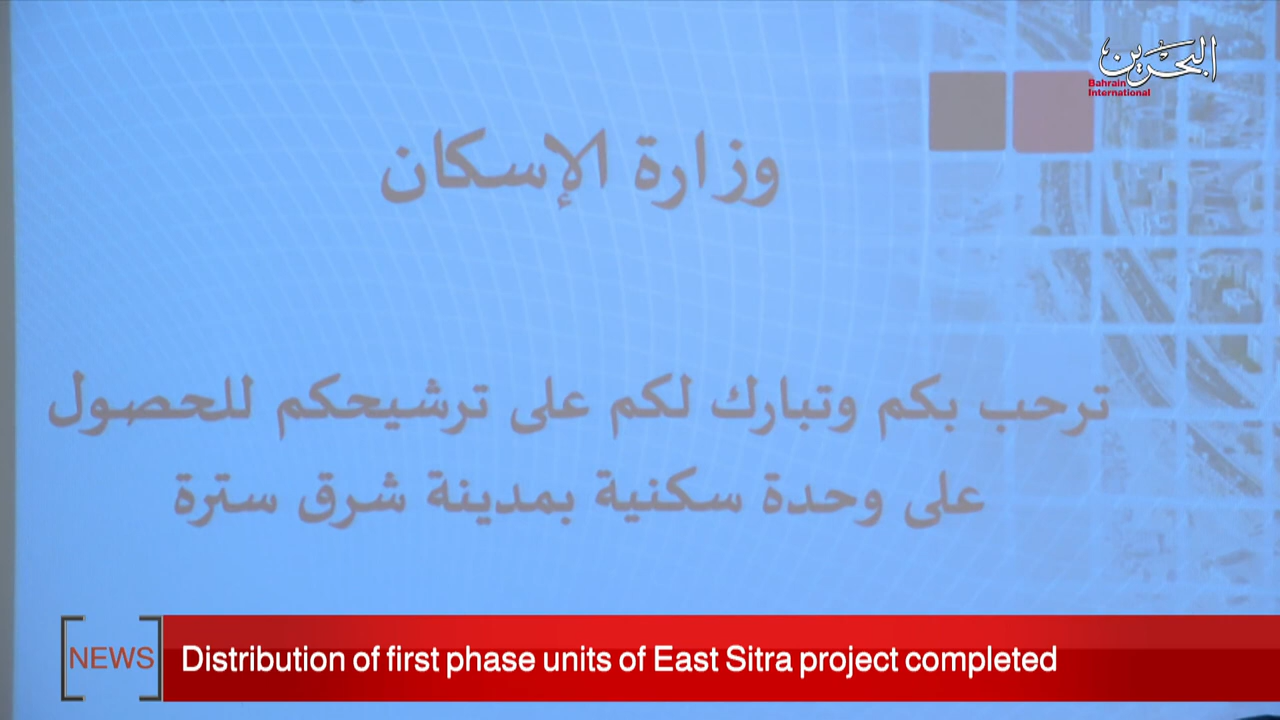 البحرين
Bahrain
International
وزارة الإسكان
ترحب بكم وتبارك لكم على ترشيحكم للحصول
على وحدة سكنية بمدينة شرق سترة
NEWS
Distribution of first phase units of East Sitra project completed